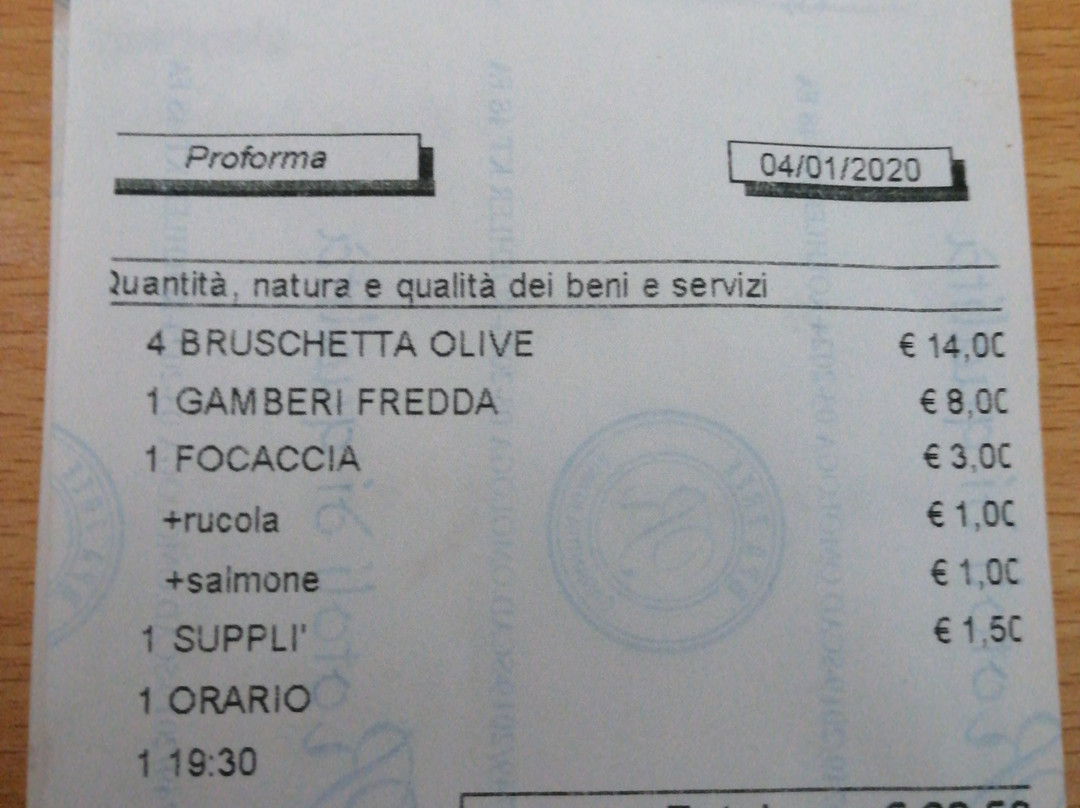 Proforma
04/01/2020
Quantità, natura e qualità dei beni e servizi
4 BRUSCHETTA OLIVE € 14,00
1 GAMBERI FREDDA € 8,00
1 FOCACCIA € 3,00
+rucola € 1,00
+salmone € 1,00
1 SUPPLI' € 1,50
1 ORARIO
1 19:30